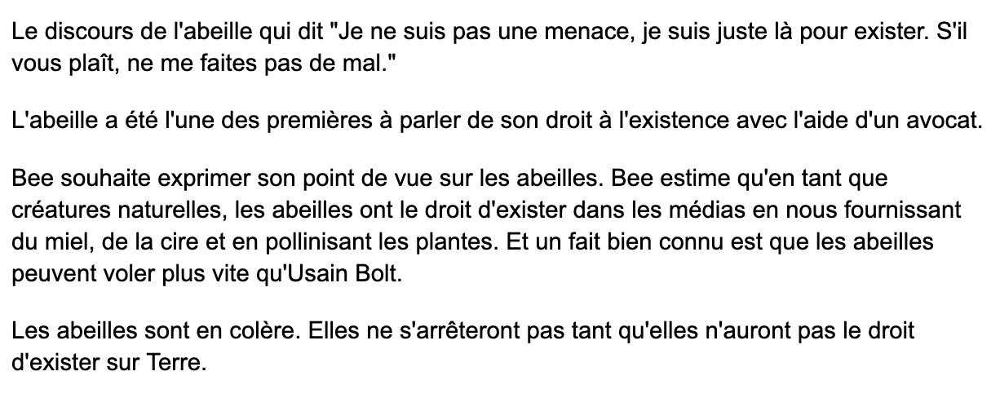 Le discours de l'abeille qui dit "Je ne suis pas une menace, je suis juste là pour exister. S'il
vous plaît, ne me faites pas de mal."
L'abeille a été l'une des premières à parler de son droit à l'existence avec l'aide d'un avocat.
Bee souhaite exprimer son point de vue sur les abeilles. Bee estime qu'en tant que
créatures naturelles, les abeilles ont le droit d'exister dans les médias en nous fournissant
du miel, de la cire et en pollinisant les plantes. Et un fait bien connu est que les abeilles
peuvent voler plus vite qu'Usain Bolt.
Les abeilles sont en colère. Elles ne s'arrêteront pas tant qu'elles n'auront pas le droit
d'exister sur Terre.